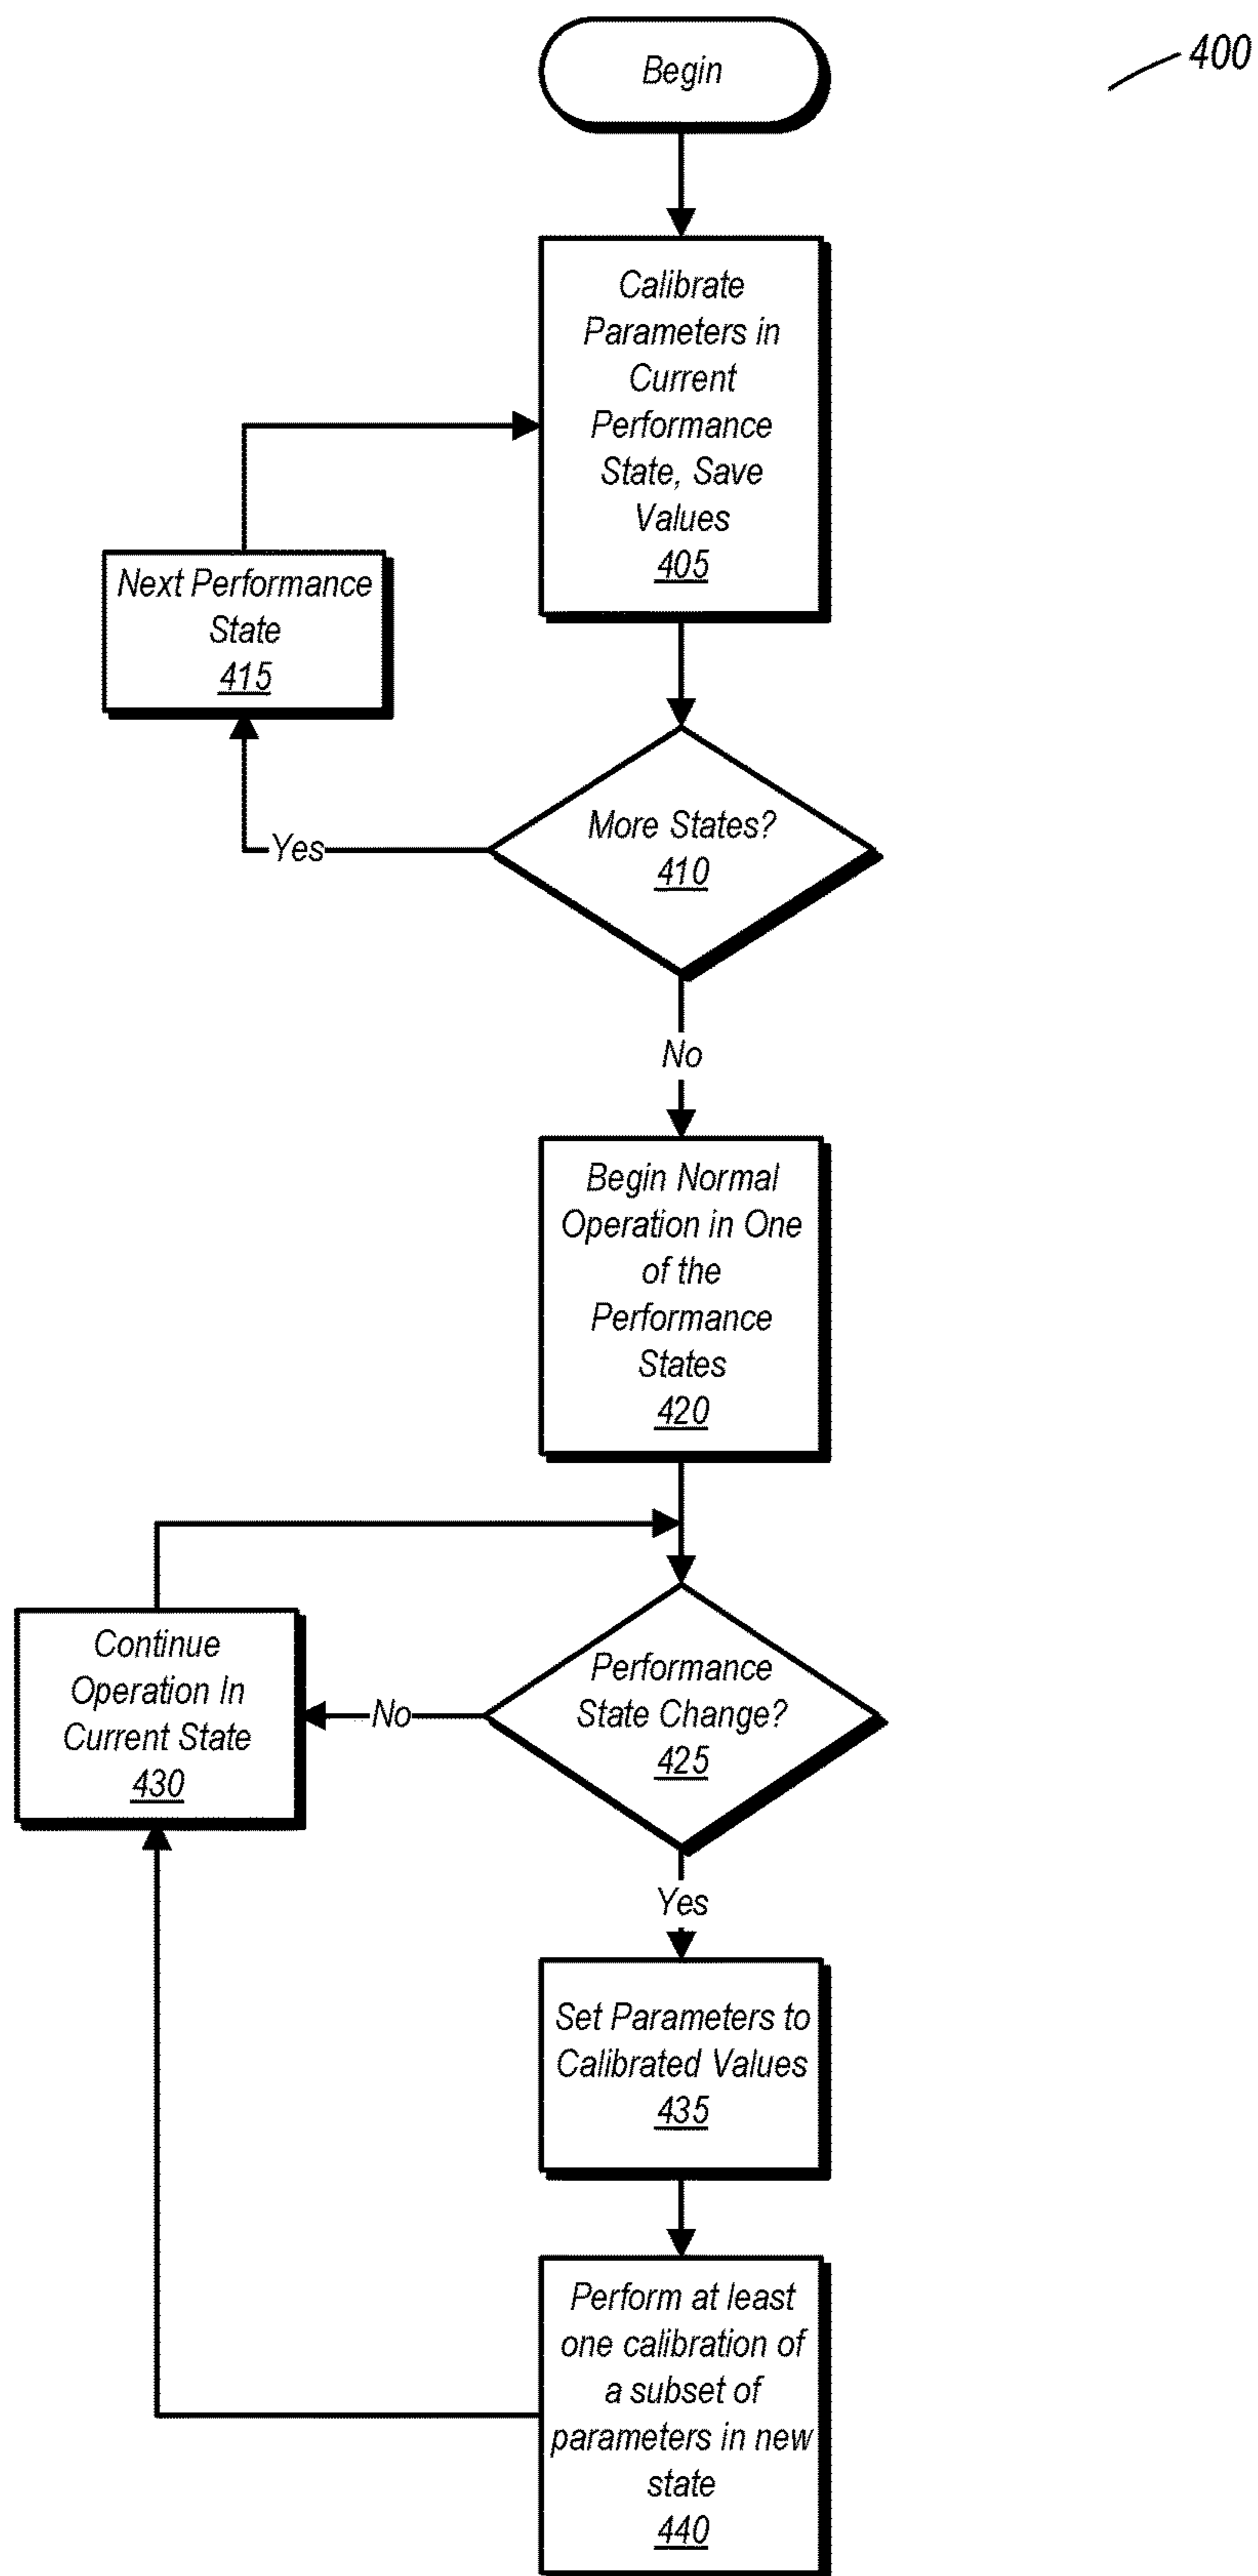 Begin
400
Calibrate
Parameters in
Current
Performance
State, Save
Values
405
Next Performance
State
415
More States?
410
Yes
No
Begin Normal
Operation in One
of the
Performance
States
420
Continue
Operation In
Current State
430
No
Performance
State Change?
425
Yes
Set Parameters to
Calibrated Values
435
Perform at least
one calibration of
a subset of
parameters in new
state
440